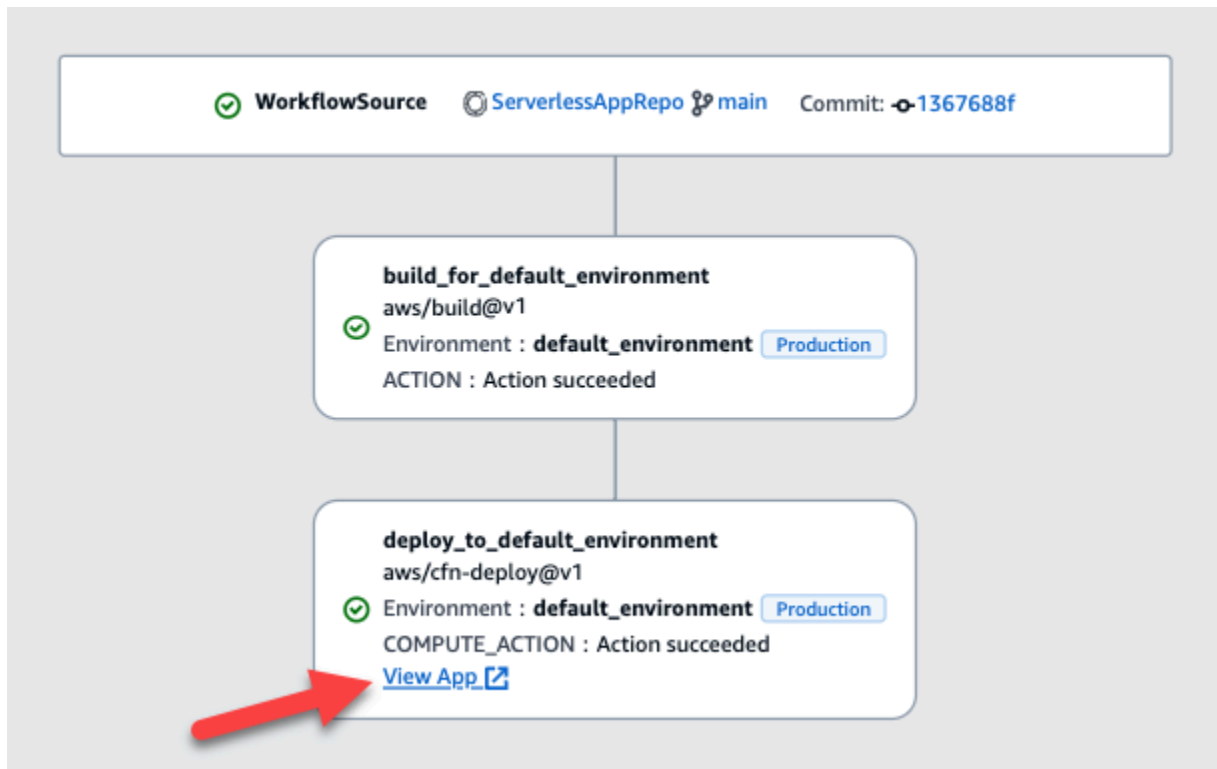 WorkflowSource ServerlessAppRepo main Commit: 1367688f
build_for_default_environment
aws/build@v1
Environment : default_environment Production
ACTION : Action succeeded
deploy_to_default_environment
aws/cfn-deploy@v1
Environment : default_environment Production
COMPUTE_ACTION : Action succeeded
View App